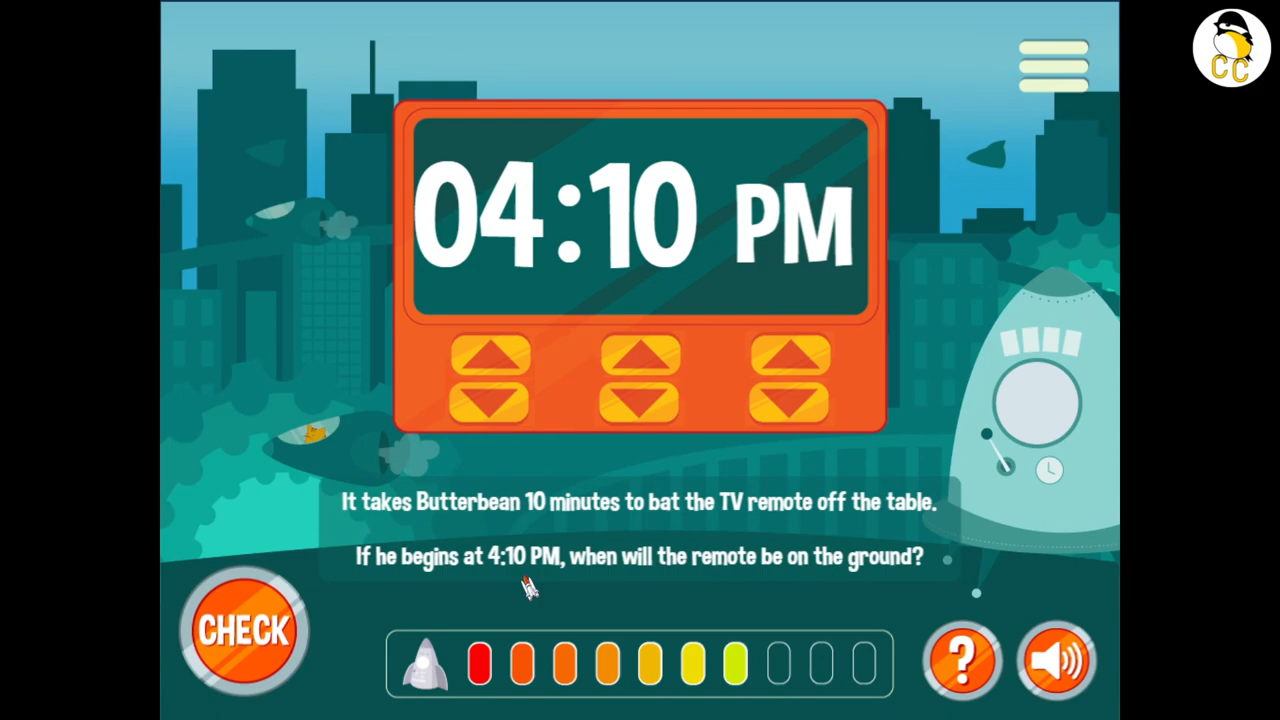 CC
04:10 PM
It takes Butterbean 10 minutes to bat the TV remote off the table.
If he begins at 4:10 PM, when will the remote be on the ground?
CHECK
?